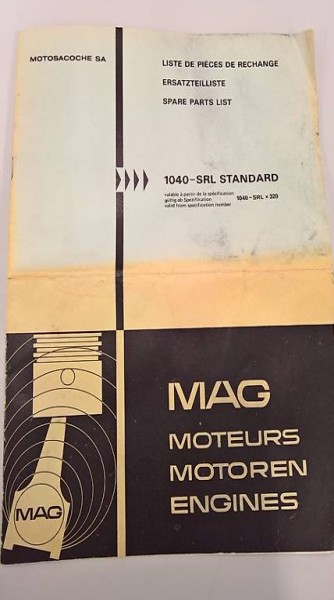 MOTOSACOCHE SA
LISTE DE PIÈCES DE RECHANGE
ERSATZTEILLISTE
SPARE PARTS LIST
1040-SRL STANDARD
valable à partir de la spécification
gültig ab Spezifikation
valid from specification number
1040-SRL × 320
MAG
MOTEURS
MOTOREN
ENGINES
MAG